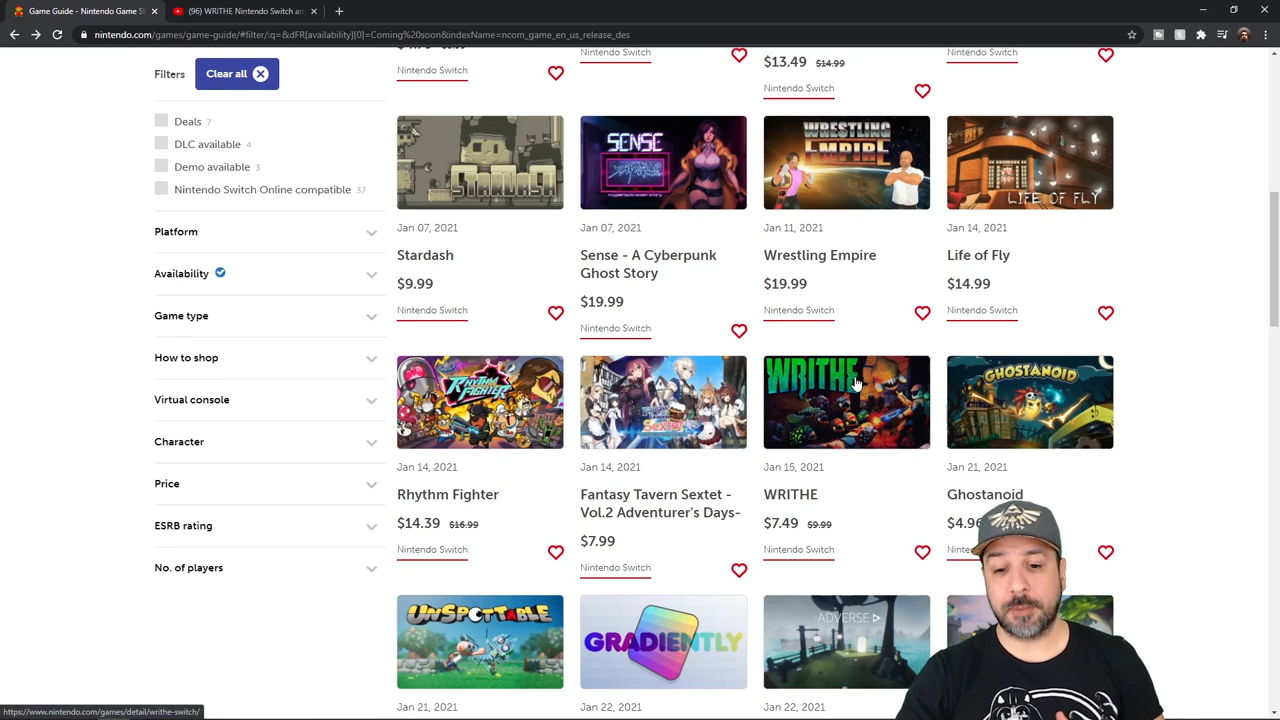 Game Guide - Nintendo Game S
(96) WRITHE Nintendo Switch an
nintendo.com/games/game-guide/#filter/:q=&dFR[availability][0]=Coming%20soon&indexName=ncom_game_en_us_release_des
Filters
Clear all
Deals 7
DLC available 4
Demo available 3
Nintendo Switch Online compatible 37
Platform
Availability
Game type
How to shop
Virtual console
Character
Price
ESRB rating
No. of players
Nintendo Switch
Nintendo Switch
$13.49 $14.99
Nintendo Switch
Nintendo Switch
STARDASH
Jan 07, 2021
Stardash
$9.99
Nintendo Switch
SENSE
Jan 07, 2021
Sense - A Cyberpunk
Ghost Story
$19.99
Nintendo Switch
WRESTLING
EMPIRE
Jan 11, 2021
Wrestling Empire
$19.99
Nintendo Switch
LIFE OF FLY
Jan 14, 2021
Life of Fly
$14.99
Nintendo Switch
RHYTHM
FIGHTER
Jan 14, 2021
Rhythm Fighter
$14.39 $16.99
Nintendo Switch
Sextet
Jan 14, 2021
Fantasy Tavern Sextet -
Vol.2 Adventurer's Days-
$7.99
Nintendo Switch
WRITHE
Jan 15, 2021
WRITHE
$7.49 $9.99
Nintendo Switch
GHOSTANOID
Jan 21, 2021
Ghostanoid
$4.96
UNSPOTTABLE
Jan 21, 2021
GRADIENTLY
Jan 22, 2021
ADVERSE
Jan 22, 2021
https://www.nintendo.com/games/detail/writhe-switch/